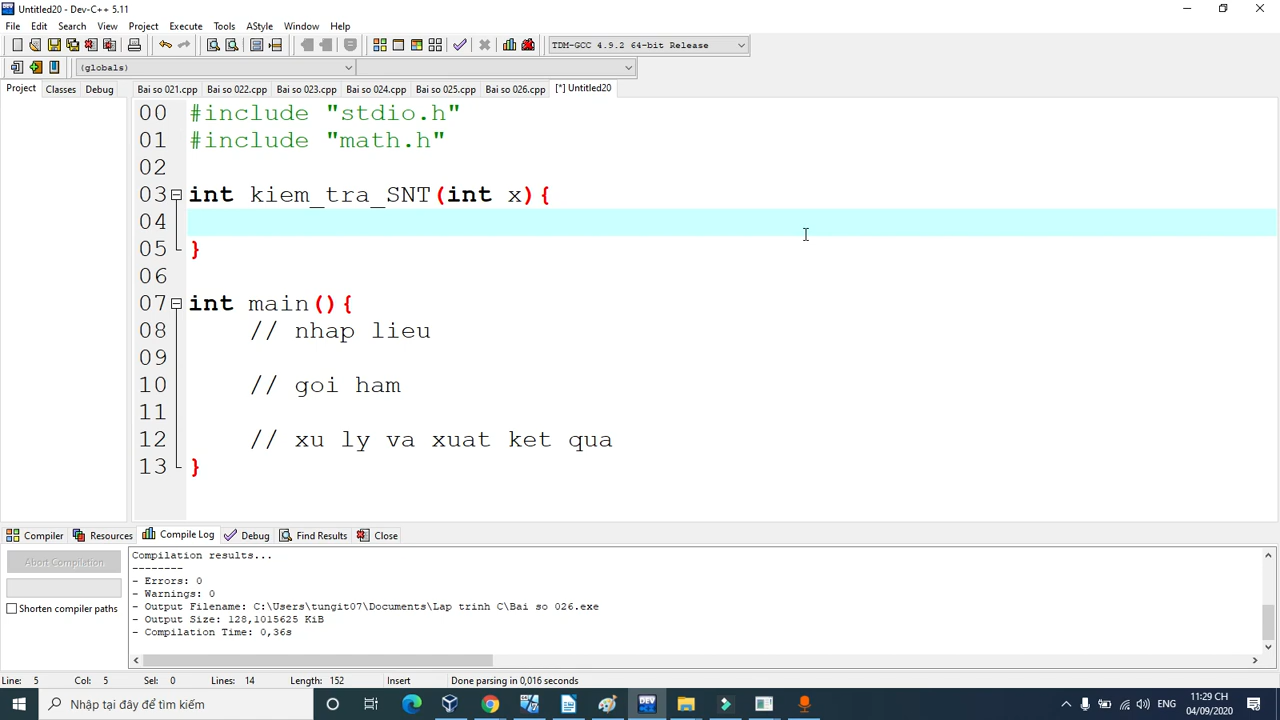 Untitled20 - Dev-C++ 5.11
File Edit Search View Project Execute Tools AStyle Window Help
TDM-GCC 4.9.2 64-bit Release
(globals)
Project Classes Debug Bai so 021.cpp Bai so 022.cpp Bai so 023.cpp Bai so 024.cpp Bai so 025.cpp Bai so 026.cpp [*] Untitled20
00 #include "stdio.h"
01 #include "math.h"
02
03 int kiem_tra_SNT(int x){
04
05 }
06
07 int main(){
08 // nhap lieu
09
10 // goi ham
11
12 // xu ly va xuat ket qua
13 }
Compiler Resources Compile Log Debug Find Results Close
Abort Compilation
Shorten compiler paths
Compilation results...
--------
- Errors: 0
- Warnings: 0
- Output Filename: C:\Users\tungit07\Documents\Lap trinh C\Bai so 026.exe
- Output Size: 128,1015625 KiB
- Compilation Time: 0,36s
Line: 5 Col: 5 Sel: 0 Lines: 14 Length: 152 Insert Done parsing in 0,016 seconds
Nhập tại đây để tìm kiếm
DEV
ENG
11:29 CH
04/09/2020